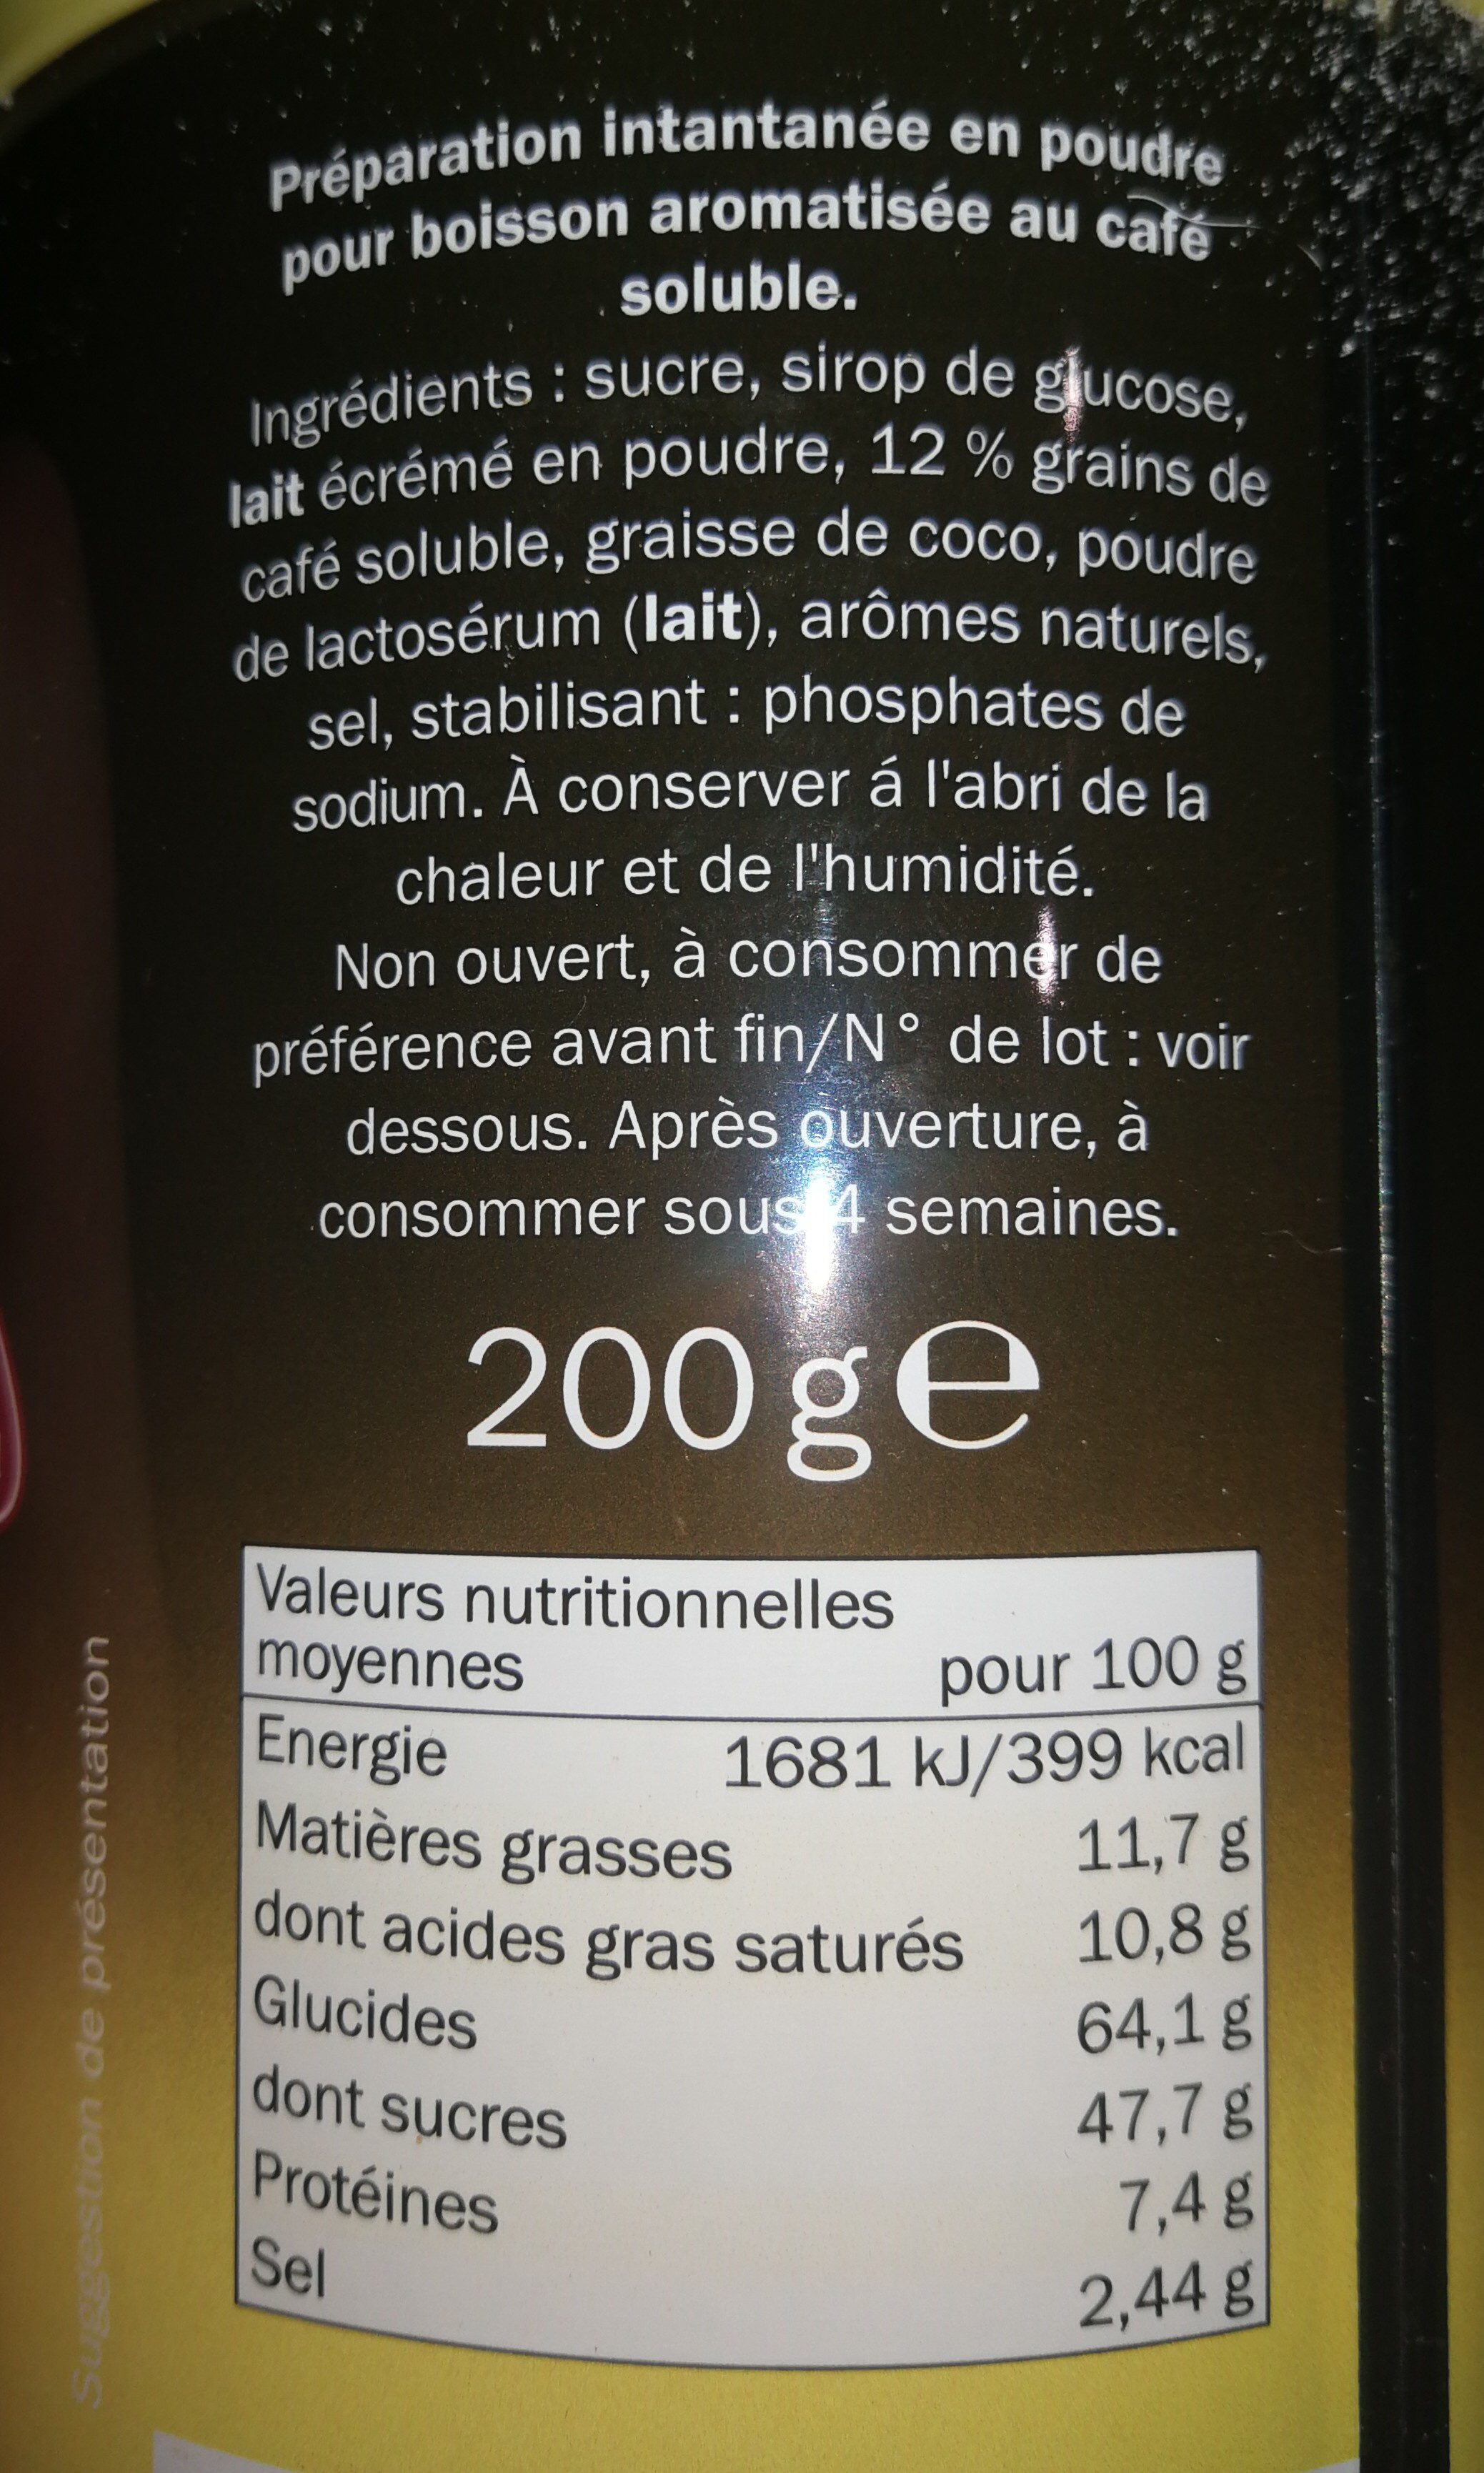 Préparation intantanée en poudre
pour boisson aromatisée au café
soluble.
Ingrédients : sucre, sirop de glucose,
lait écrémé en poudre, 12 % grains de
café soluble, graisse de coco, poudre
de lactosérum (lait), arômes naturels,
sel, stabilisant : phosphates de
sodium. À conserver á l'abri de la
chaleur et de l'humidité.
Non ouvert, à consommer de
préférence avant fin/N° de lot : voir
dessous. Après ouverture, à
consommer sous 4 semaines.
200 g e
Valeurs nutritionnelles
moyennes pour 100 g
Energie 1681 kJ/399 kcal
Matières grasses 11,7 g
dont acides gras saturés 10,8 g
Glucides 64,1 g
dont sucres 47,7 g
Protéines 7,4 g
Sel 2,44 g
Suggestion de présentation